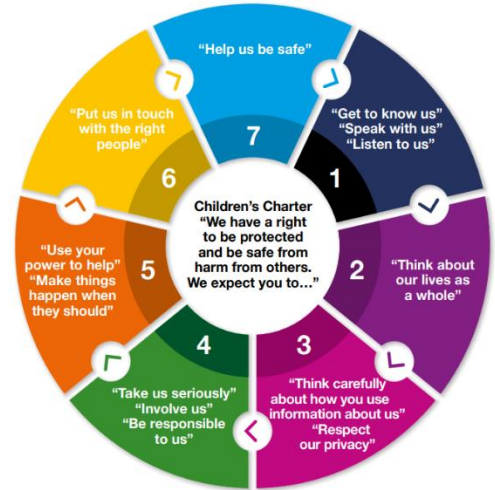 Children's Charter
“We have a right
to be protected
and be safe from
harm from others.
We expect you to...”
1
“Get to know us”
“Speak with us”
“Listen to us”
2
“Think about
our lives as
a whole”
3
“Think carefully
about how you use
information about us”
“Respect
our privacy”
4
“Take us seriously”
“Involve us”
“Be responsible
to us”
5
“Use your
power to help”
“Make things
happen when
they should”
6
“Put us in touch
with the right
people”
7
“Help us be safe”